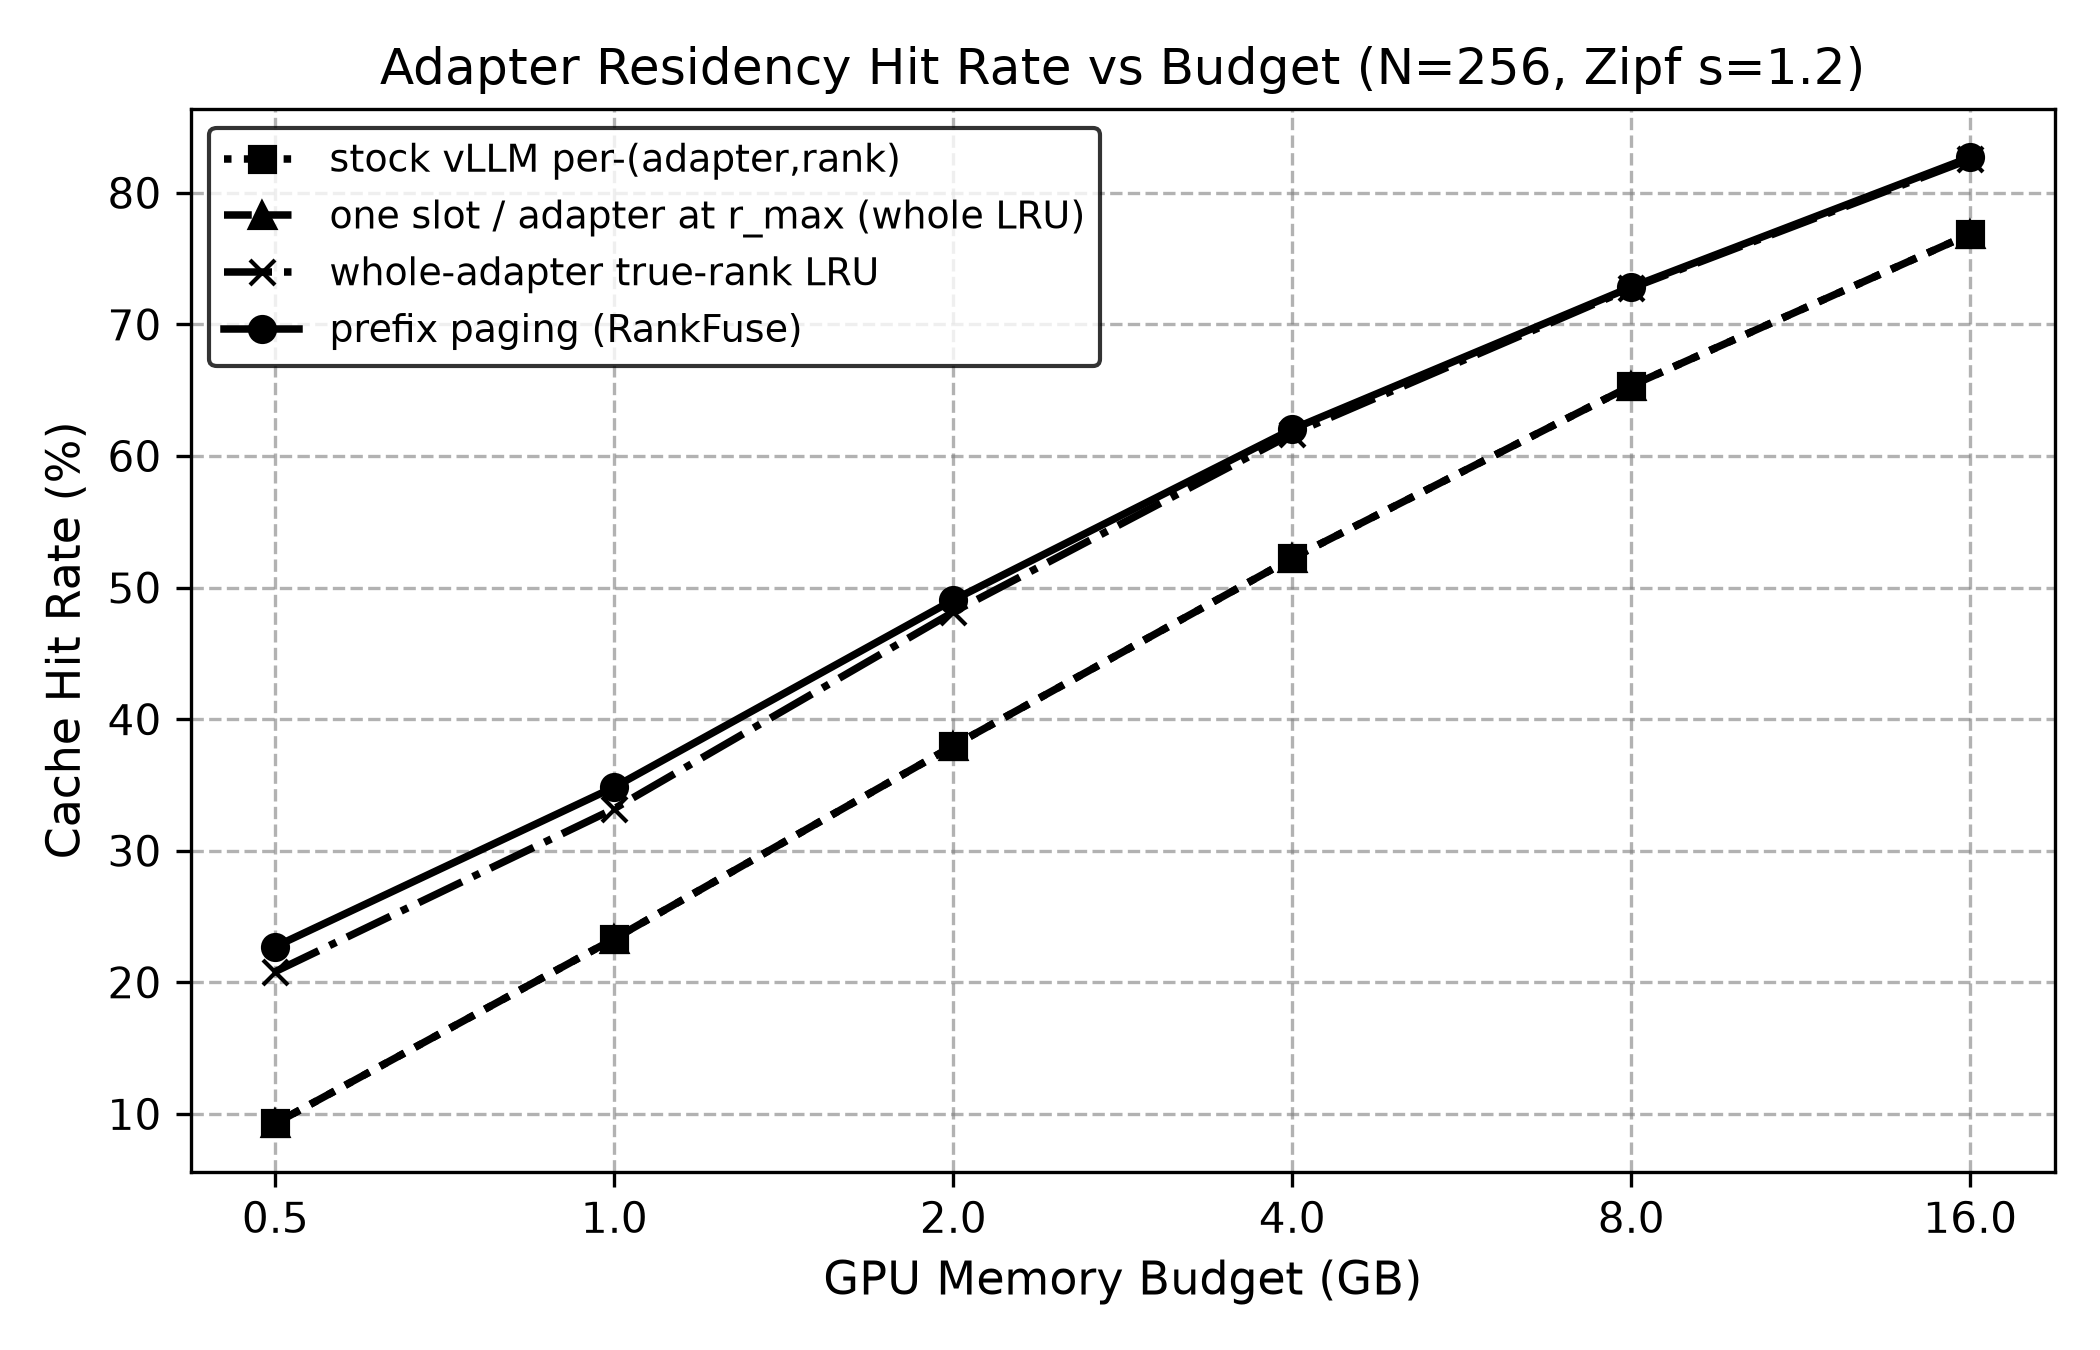 Adapter Residency Hit Rate vs Budget (N=256, Zipf s=1.2)
stock vLLM per-(adapter,rank)
one slot / adapter at r_max (whole LRU)
whole-adapter true-rank LRU
prefix paging (RankFuse)
Cache Hit Rate (%)
80
70
60
50
40
30
20
10
0.5 1.0 2.0 4.0 8.0 16.0
GPU Memory Budget (GB)